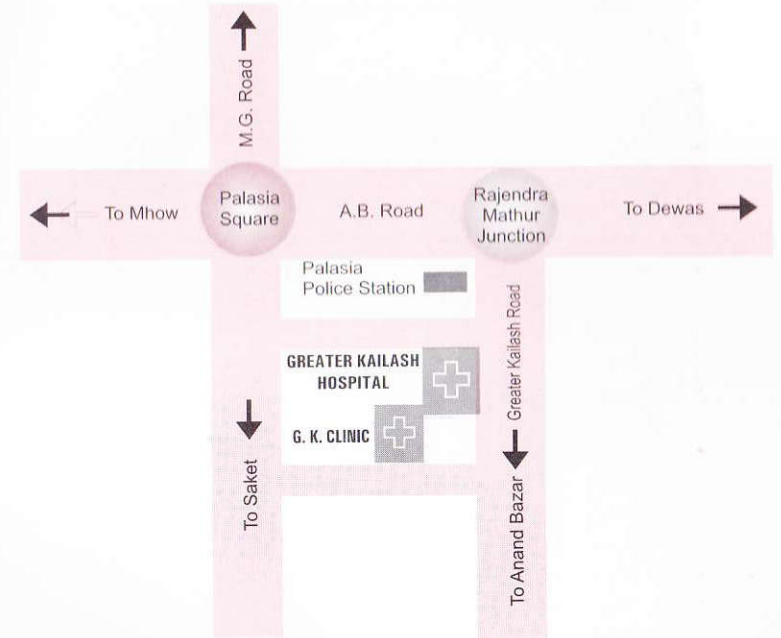 M.G. Road
To Mhow
Palasia
Square
A.B. Road
Rajendra
Mathur
Junction
To Dewas
Palasia
Police Station
Greater Kailash Road
GREATER KAILASH
HOSPITAL
G. K. CLINIC
To Saket
To Anand Bazar